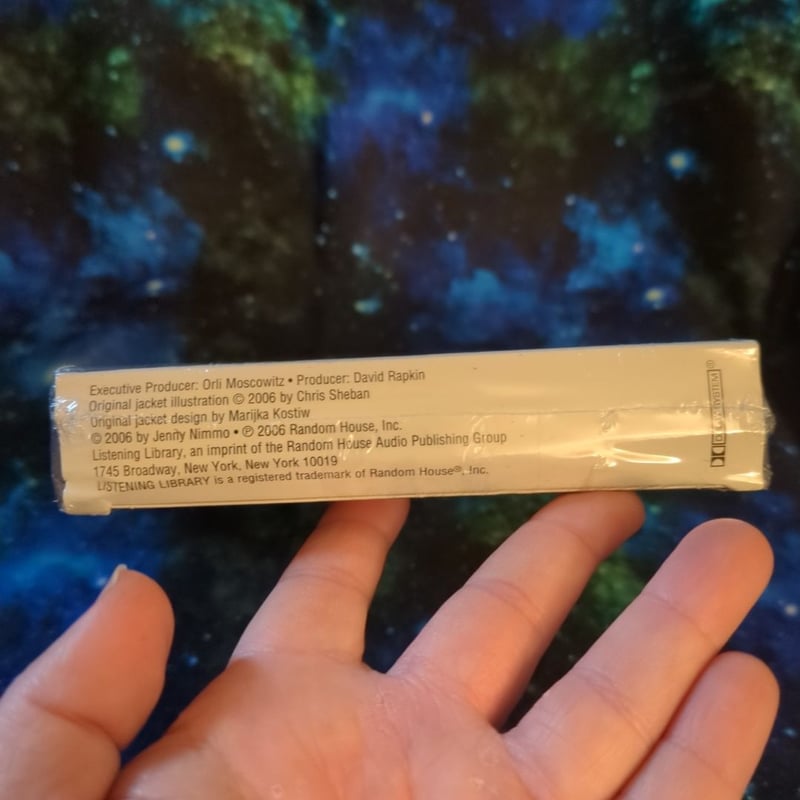 Executive Producer: Orli Moscowitz • Producer: David Rapkin
Original jacket illustration © 2006 by Chris Sheban
Original jacket design by Marijka Kostiw
© 2006 by Jenny Nimmo • ℗ 2006 Random House, Inc.
Listening Library, an imprint of the Random House Audio Publishing Group
1745 Broadway, New York, New York 10019
LISTENING LIBRARY is a registered trademark of Random House®, Inc.